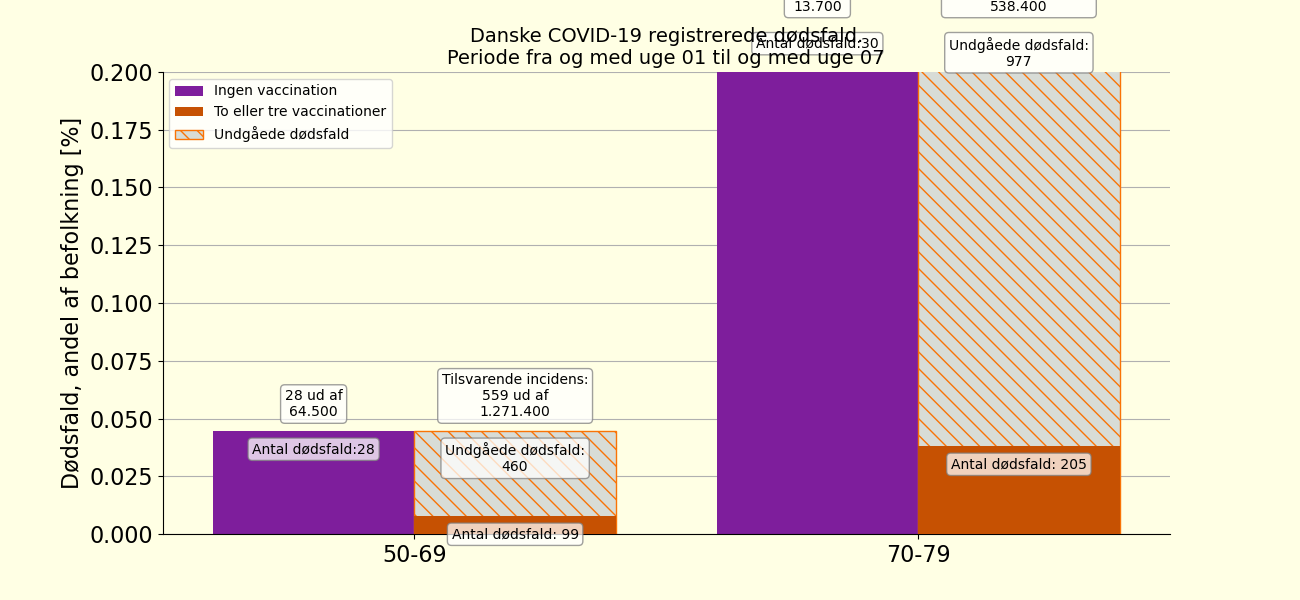 13.700
538.400
Danske COVID-19 registrerede dødsfald.
Periode fra og med uge 01 til og med uge 07
Antal dødsfald:30
Undgåede dødsfald:
977
0.200
0.175
0.150
0.125
0.100
0.075
0.050
0.025
0.000
Dødsfald, andel af befolkning [%]
Ingen vaccination
To eller tre vaccinationer
Undgåede dødsfald
28 ud af
64.500
Antal dødsfald:28
Tilsvarende incidens:
559 ud af
1.271.400
Undgåede dødsfald:
460
Antal dødsfald: 99
Antal dødsfald: 205
50-69
70-79